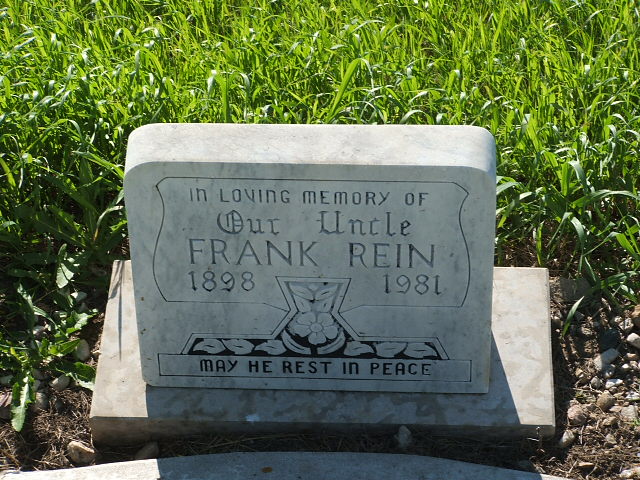 IN LOVING MEMORY OF
Our Uncle
FRANK REIN
1898 1981
MAY HE REST IN PEACE